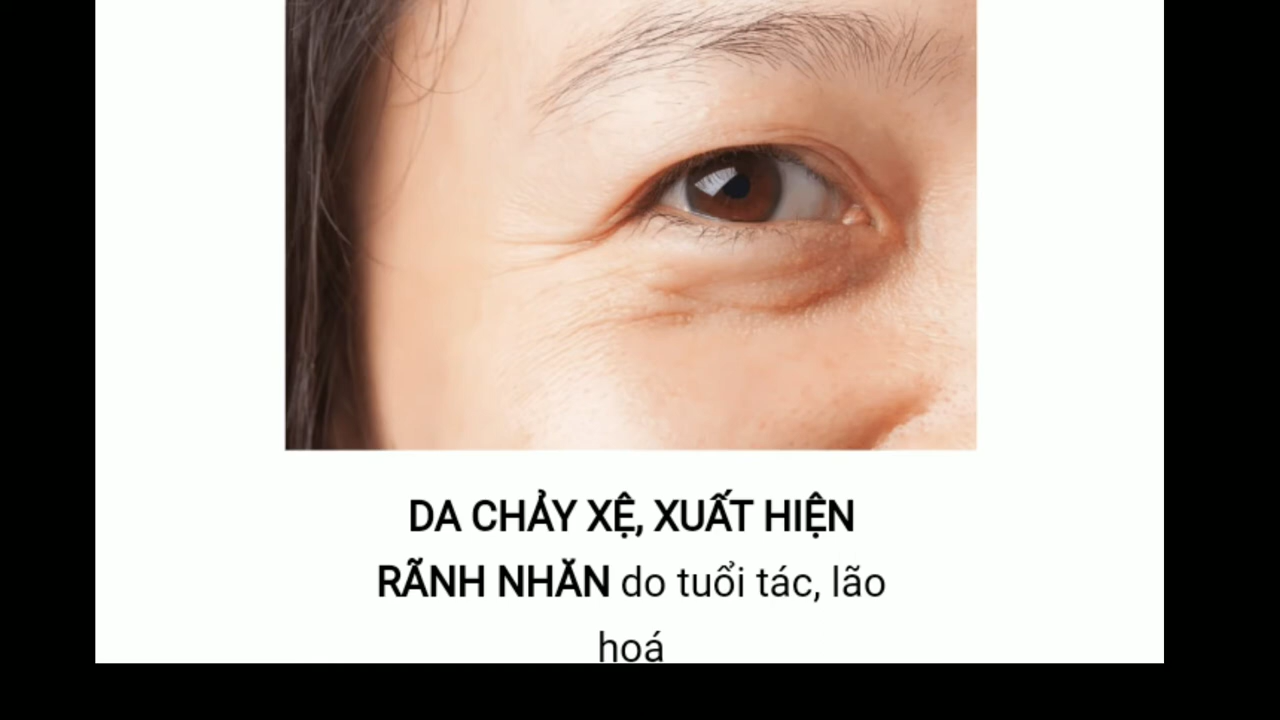 DA CHẢY XỆ, XUẤT HIỆN
RÃNH NHĂN do tuổi tác, lão
hoá